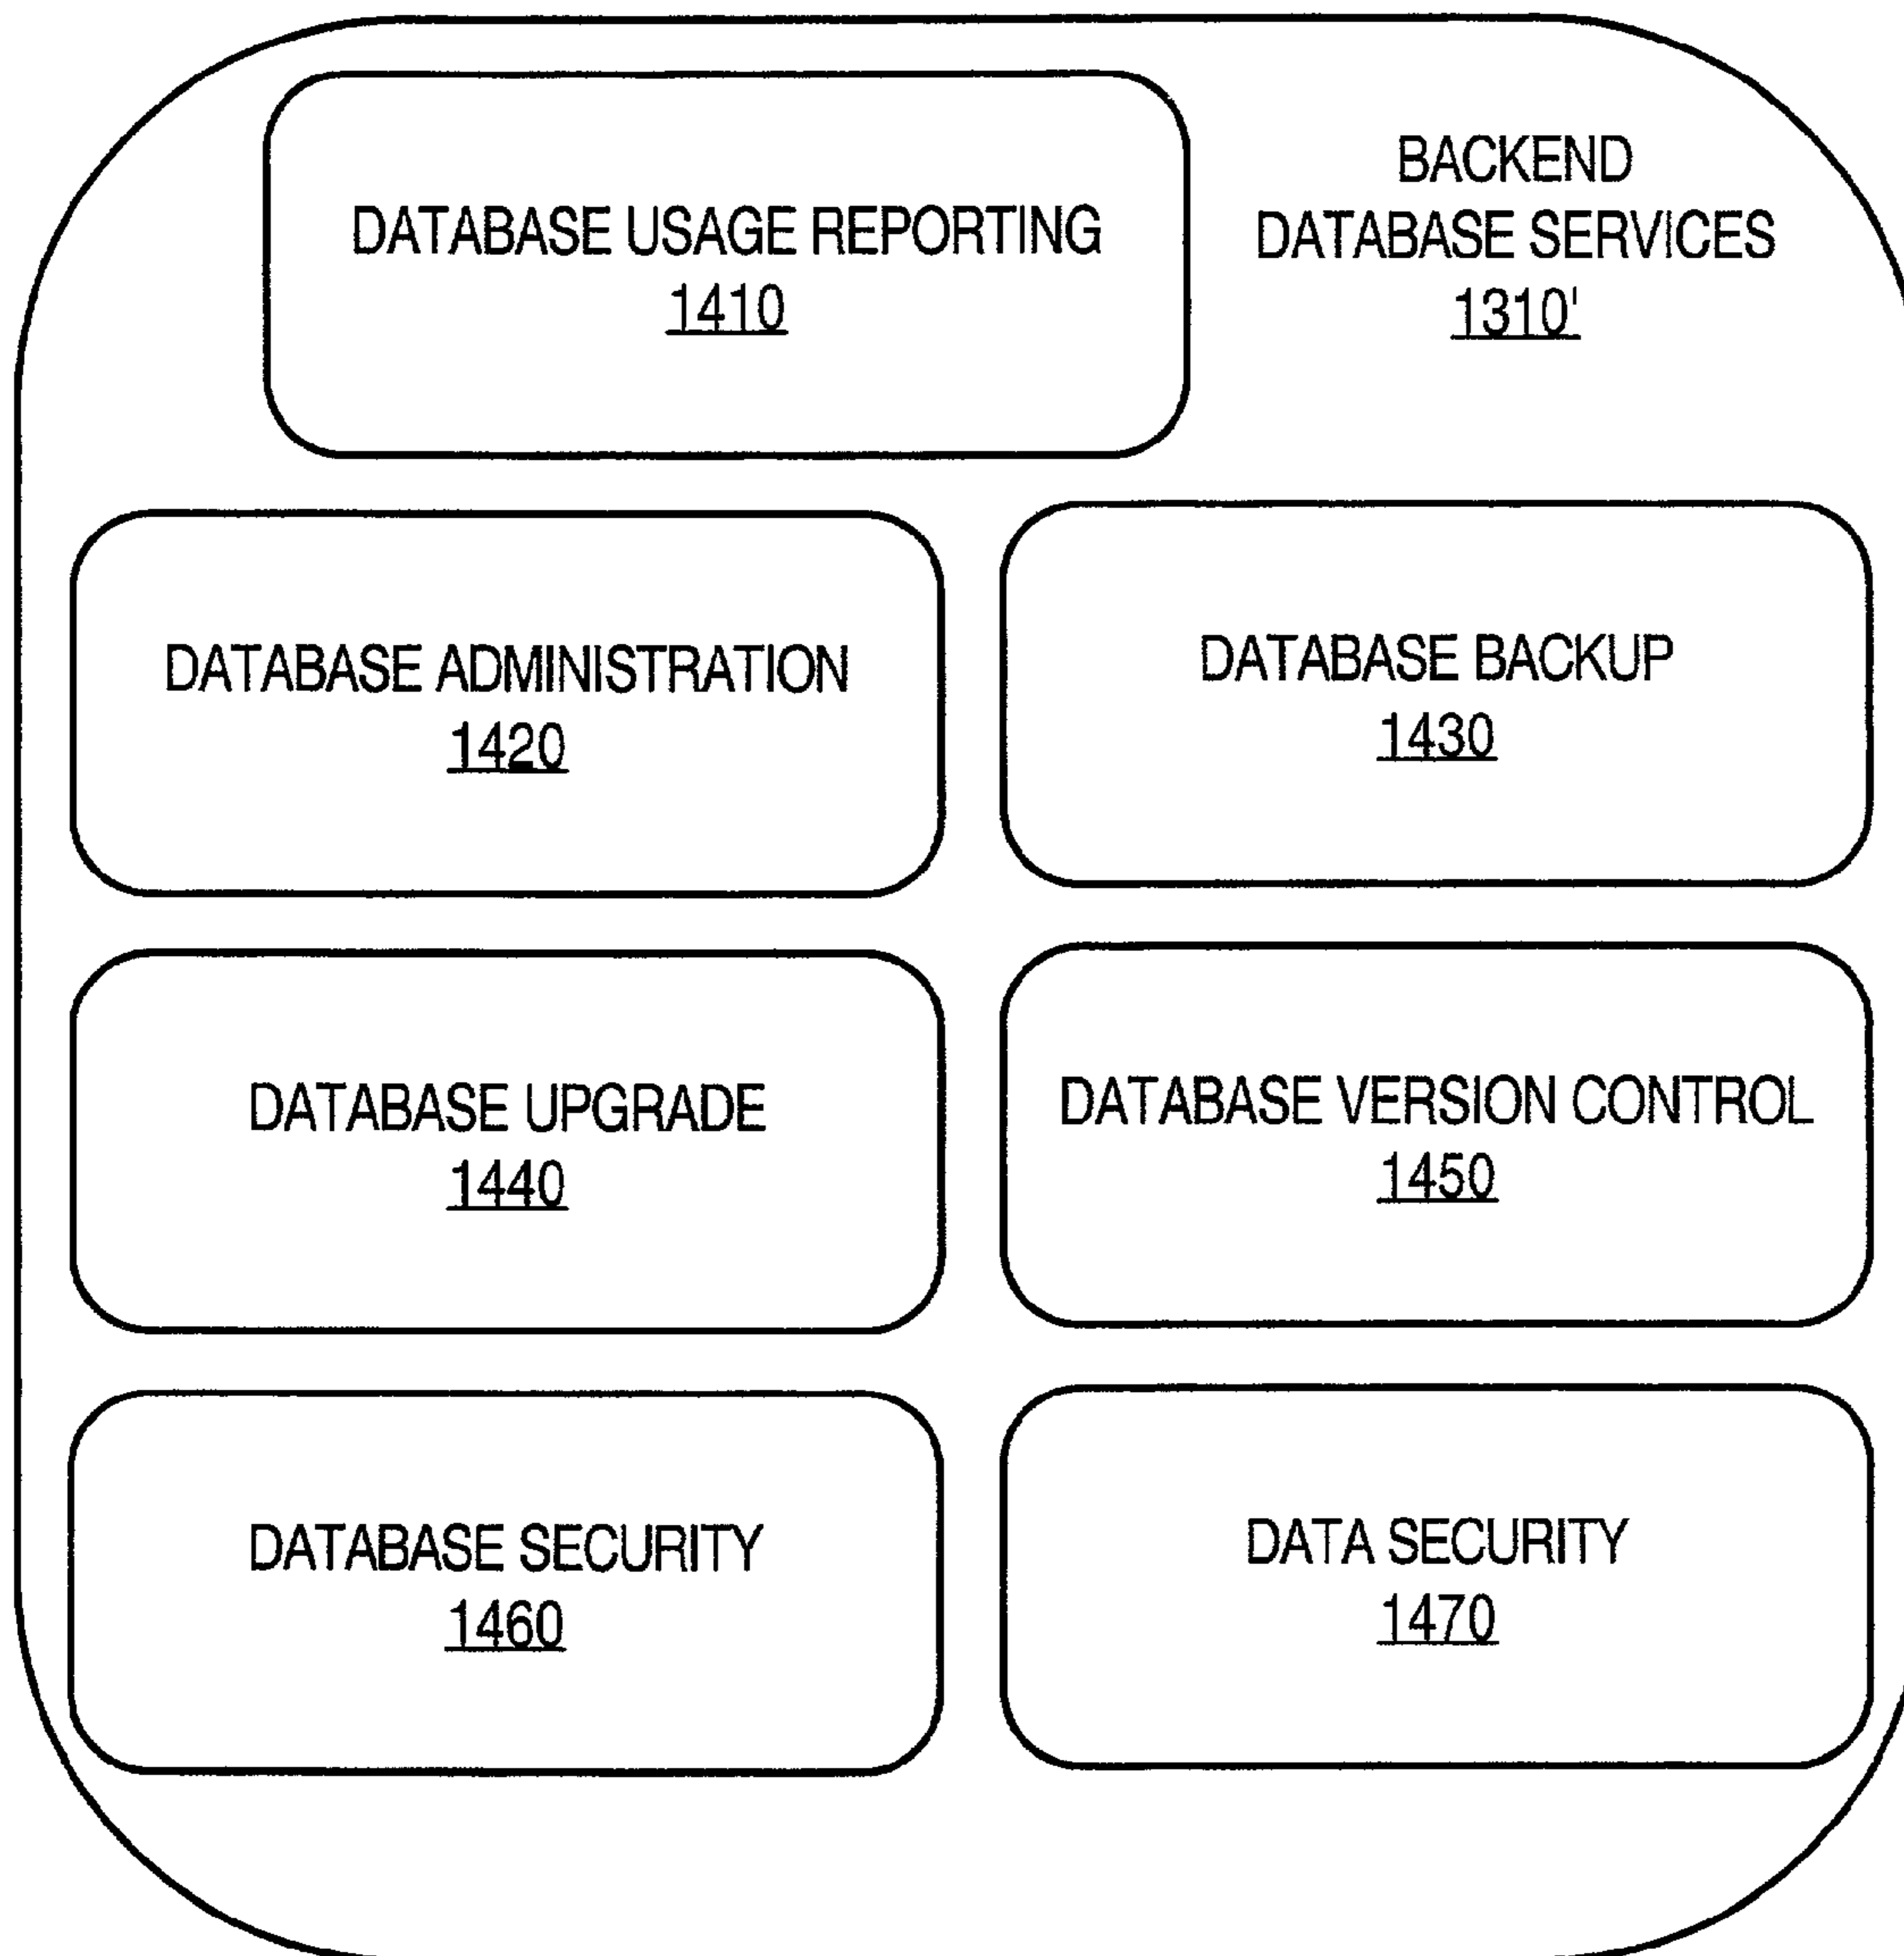 DATABASE USAGE REPORTING
1410
BACKEND
DATABASE SERVICES
1310'
DATABASE ADMINISTRATION
1420
DATABASE BACKUP
1430
DATABASE UPGRADE
1440
DATABASE VERSION CONTROL
1450
DATABASE SECURITY
1460
DATA SECURITY
1470